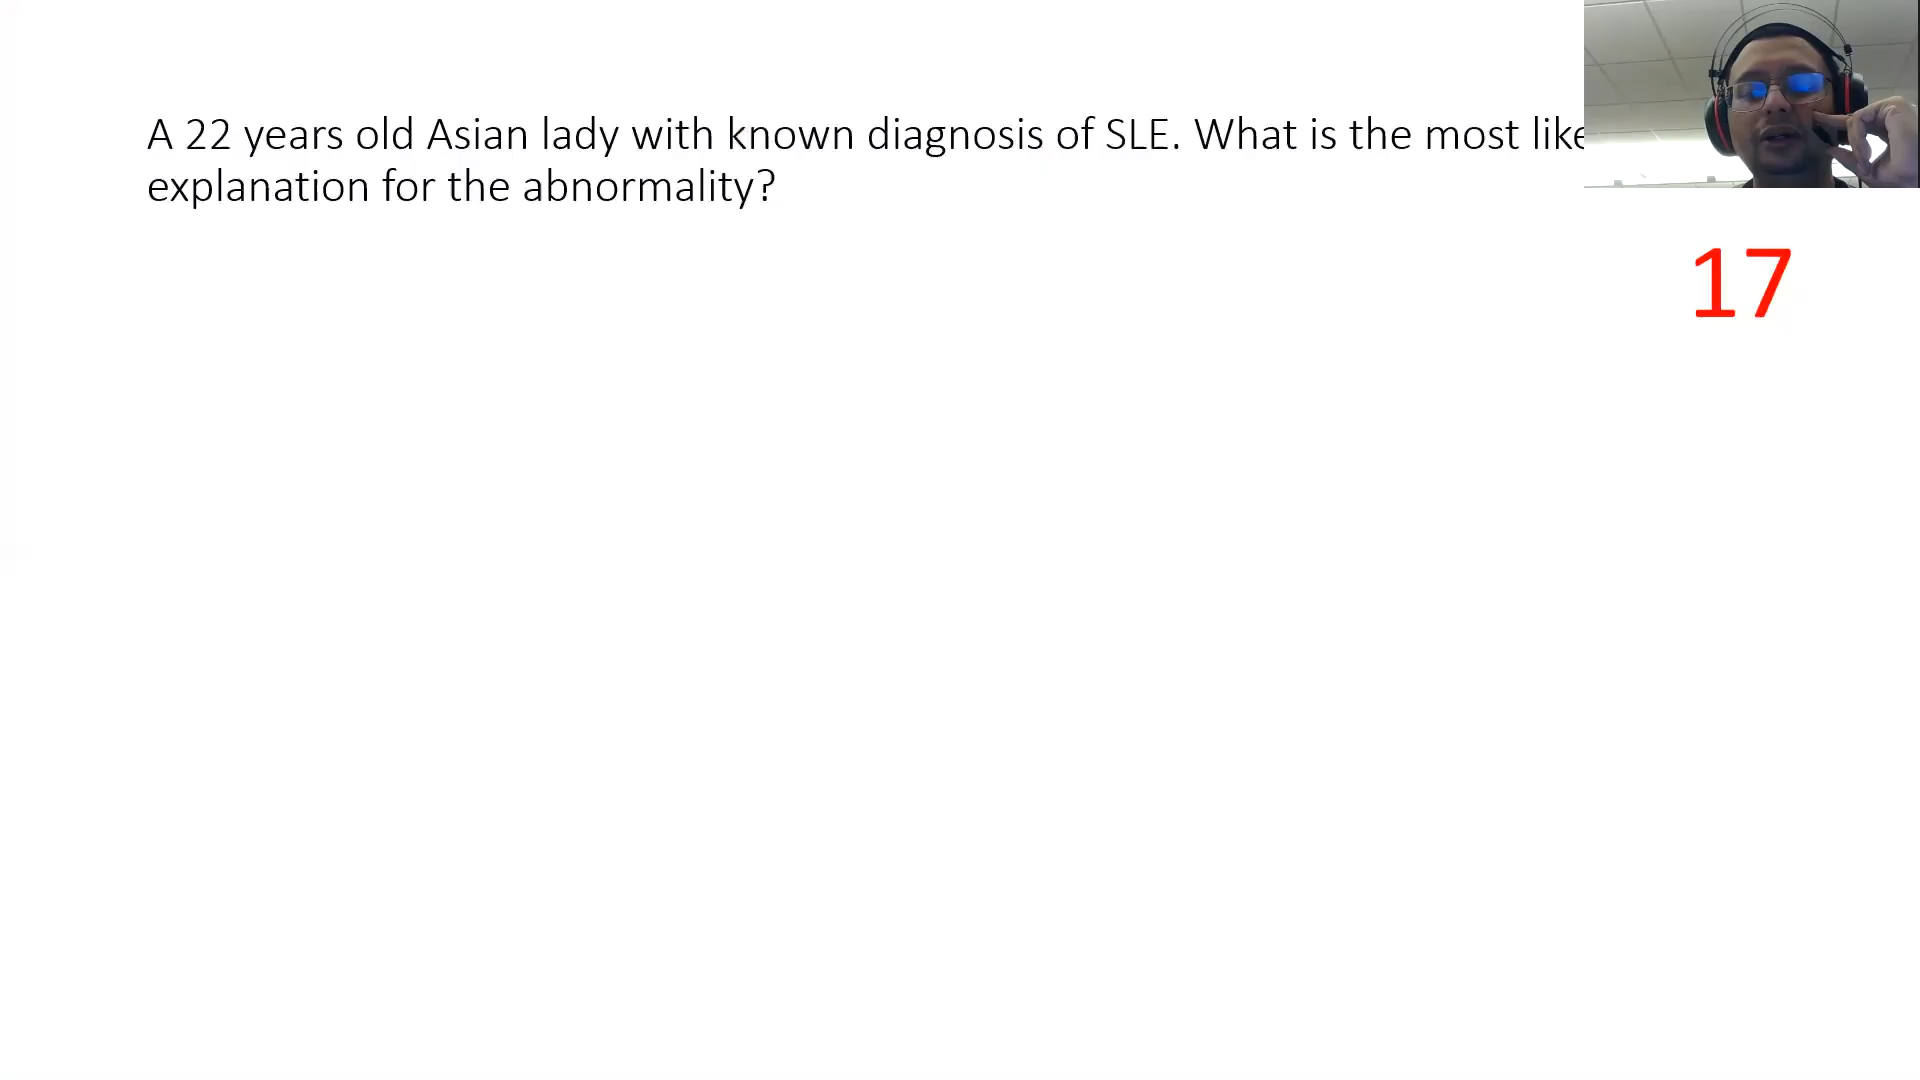 A 22 years old Asian lady with known diagnosis of SLE. What is the most
explanation for the abnormality?
17